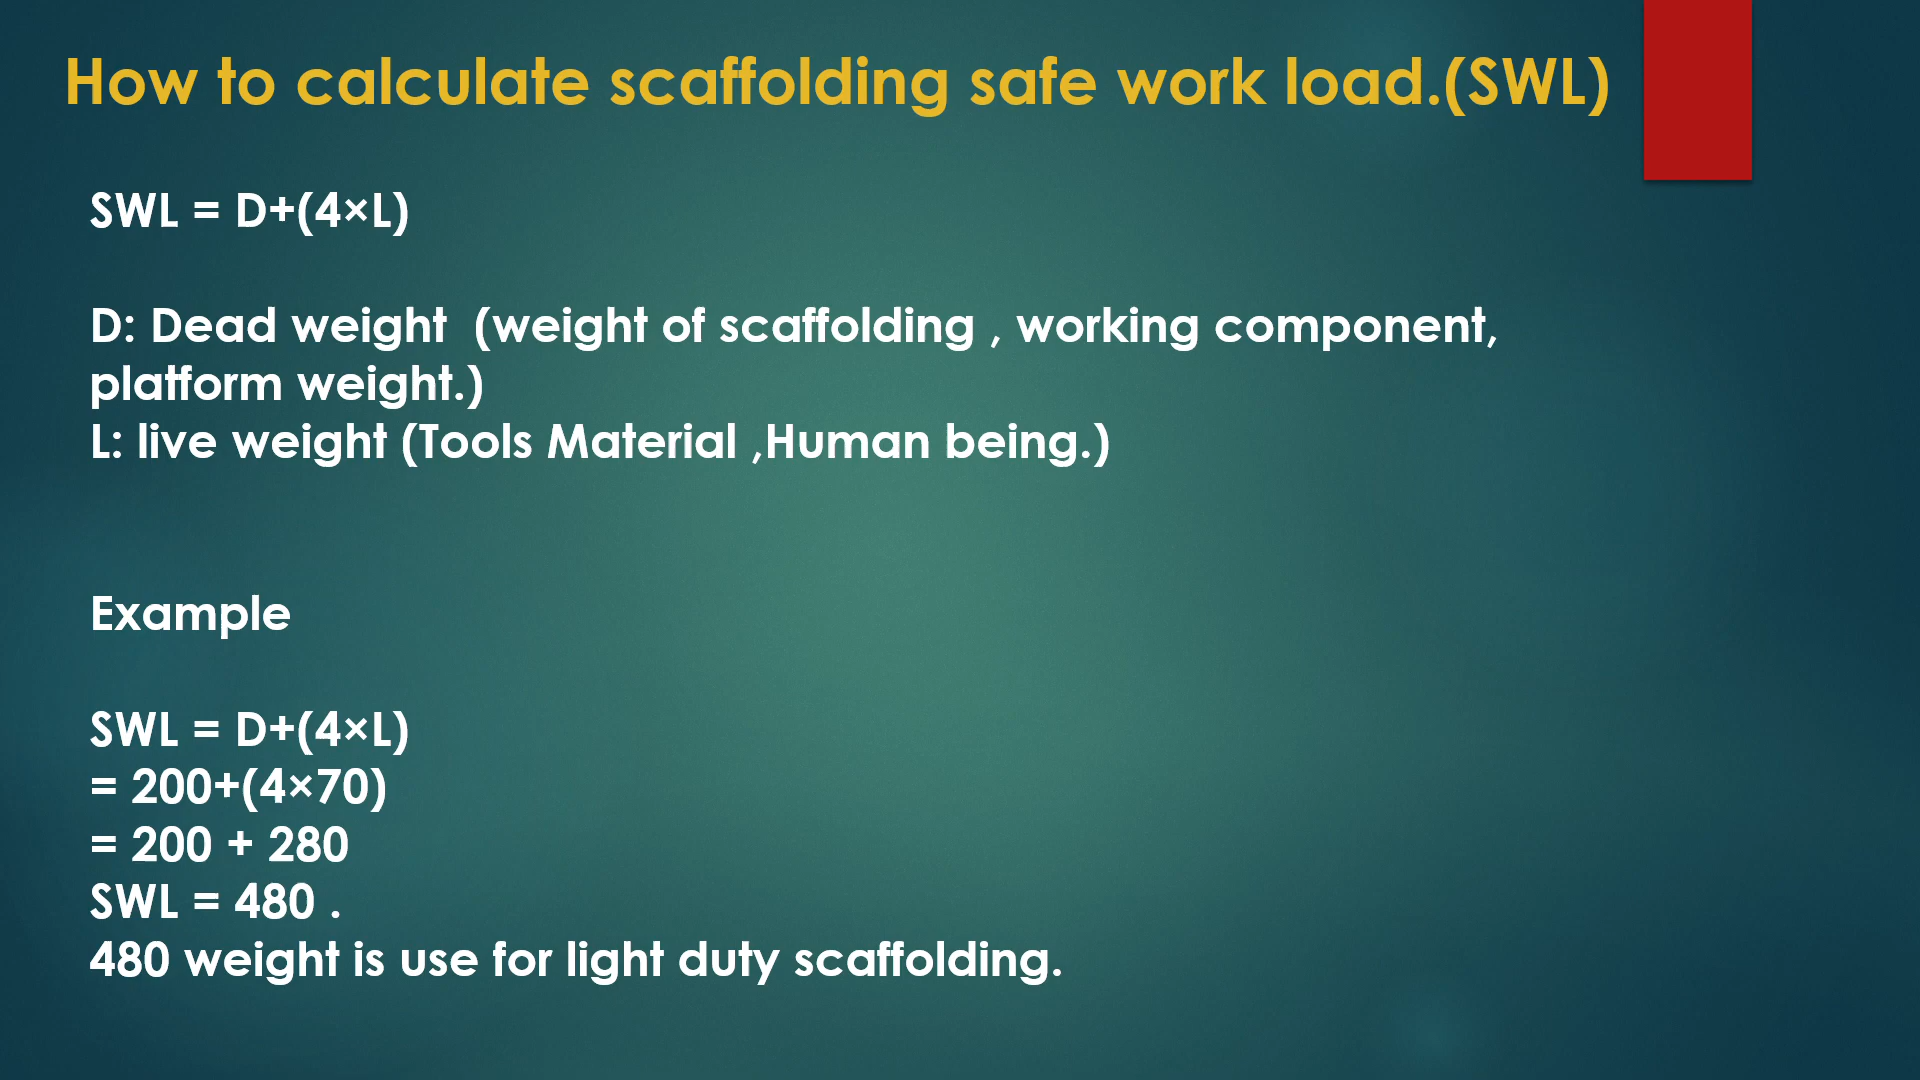 How to calculate scaffolding safe work load.(SWL)
SWL = D+(4×L)
D: Dead weight  (weight of scaffolding , working component,
platform weight.)
L: live weight (Tools Material ,Human being.)
Example
SWL = D+(4×L)
= 200+(4×70)
= 200 + 280
SWL = 480 .
480 weight is use for light duty scaffolding.